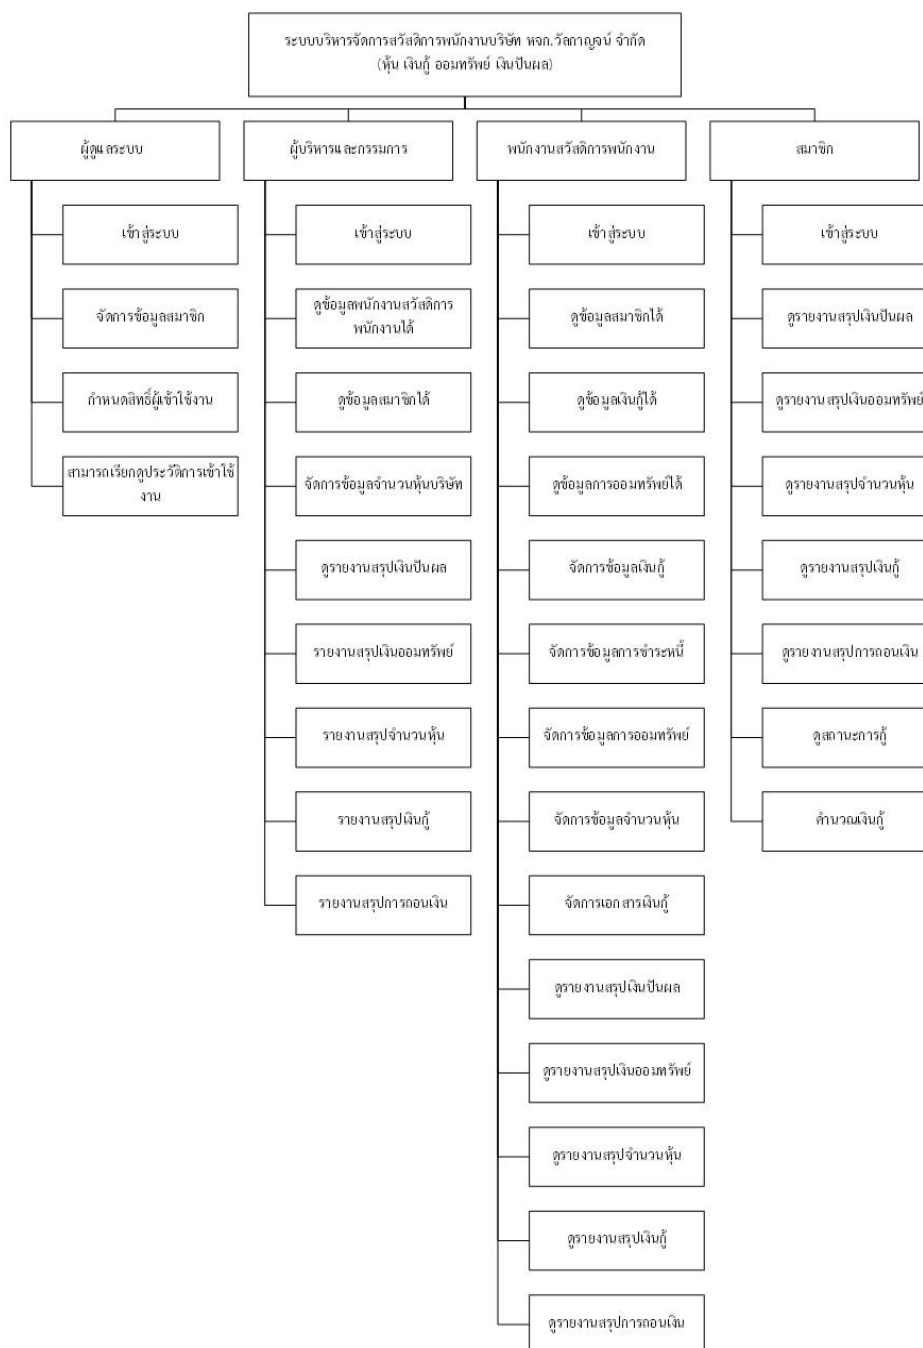 ระบบบริหารจัดการสวัสดิการพนักงานบริษัท หจก.วัลกาญจน์ จำกัด
(หุ้น เงินกู้ ออมทรัพย์ เงินปันผล)
ผู้ดูแลระบบ
เข้าสู่ระบบ
จัดการข้อมูลสมาชิก
กำหนดสิทธิ์ผู้เข้าใช้งาน
สามารถเรียกดูประวัติการเข้าใช้
งาน
ผู้บริหารและกรรมการ
เข้าสู่ระบบ
ดูข้อมูลพนักงานสวัสดิการ
พนักงานได้
ดูข้อมูลสมาชิกได้
จัดการข้อมูลจำนวนหุ้นบริษัท
ดูรายงานสรุปเงินปันผล
รายงานสรุปเงินออมทรัพย์
รายงานสรุปจำนวนหุ้น
รายงานสรุปเงินกู้
รายงานสรุปการถอนเงิน
พนักงานสวัสดิการพนักงาน
เข้าสู่ระบบ
ดูข้อมูลสมาชิกได้
ดูข้อมูลเงินกู้ได้
ดูข้อมูลการออมทรัพย์ได้
จัดการข้อมูลเงินกู้
จัดการข้อมูลการชำระหนี้
จัดการข้อมูลการออมทรัพย์
จัดการข้อมูลจำนวนหุ้น
จัดการเอกสารเงินกู้
ดูรายงานสรุปเงินปันผล
ดูรายงานสรุปเงินออมทรัพย์
ดูรายงานสรุปจำนวนหุ้น
ดูรายงานสรุปเงินกู้
ดูรายงานสรุปการถอนเงิน
สมาชิก
เข้าสู่ระบบ
ดูรายงานสรุปเงินปันผล
ดูรายงานสรุปเงินออมทรัพย์
ดูรายงานสรุปจำนวนหุ้น
ดูรายงานสรุปเงินกู้
ดูรายงานสรุปการถอนเงิน
ดูสถานะการกู้
คำนวณเงินกู้